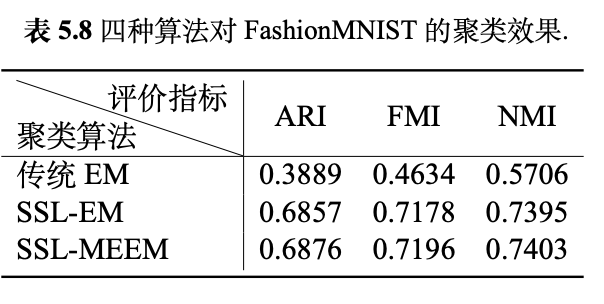 表 5.8 四种算法对 FashionMNIST 的聚类效果.
评价指标
聚类算法 ARI FMI NMI
传统 EM 0.3889 0.4634 0.5706
SSL-EM 0.6857 0.7178 0.7395
SSL-MEEM 0.6876 0.7196 0.7403